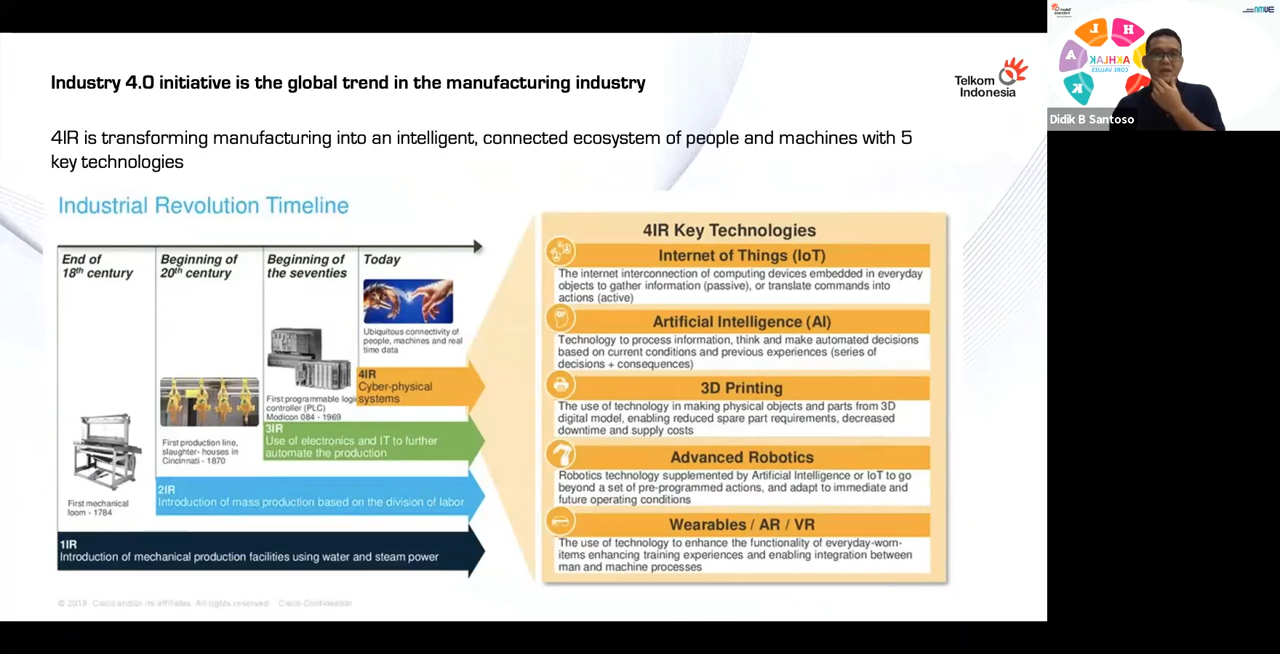 Industry 4.0 initiative is the global trend in the manufacturing industry
Telkom
Indonesia
4IR is transforming manufacturing into an intelligent, connected ecosystem of people and machines with 5
key technologies
Industrial Revolution Timeline
End of
18th century
Beginning of
20th century
Beginning of
the seventies
Today
Ubiquitous connectivity of
people, machines and real
time data
4IR
Cyber-physical
systems
First programmable logic
controller (PLC)
Modicon 084 - 1969
3IR
Use of electronics and IT to further
automate the production
First production line,
slaughter- houses in
Cincinnati - 1870
2IR
Introduction of mass production based on the division of labor
First mechanical
loom - 1784
1IR
Introduction of mechanical production facilities using water and steam power
4IR Key Technologies
Internet of Things (IoT)
The internet interconnection of computing devices embedded in everyday
objects to gather information (passive), or translate commands into
actions (active)
Artificial Intelligence (AI)
Technology to process information, think and make automated decisions
based on current conditions and previous experiences (series of
decisions + consequences)
3D Printing
The use of technology in making physical objects and parts from 3D
digital model, enabling reduced spare part requirements, decreased
downtime and supply costs
Advanced Robotics
Robotics technology supplemented by Artificial Intelligence or IoT to go
beyond a set of pre-programmed actions, and adapt to immediate and
future operating conditions
Wearables / AR / VR
The use of technology to enhance the functionality of everyday-worn-
items enhancing training experiences and enabling integration between
man and machine processes
© 2018 Cisco and/or its affiliates. All rights reserved. Cisco Confidential
H
L
A
K
AKHLAK
CORE VALUES
Didik B Santoso